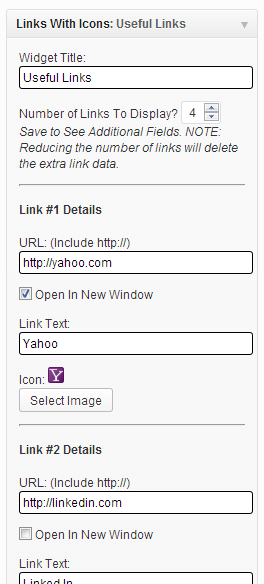 Links With Icons: Useful Links
Widget Title:
Useful Links
Number of Links To Display? 4
Save to See Additional Fields. NOTE:
Reducing the number of links will delete
the extra link data.
Link #1 Details
URL: (Include http://)
http://yahoo.com
Open In New Window
Link Text:
Yahoo
Icon: Y
Select Image
Link #2 Details
URL: (Include http://)
http://linkedin.com
Open In New Window
Link Text:
Linked In